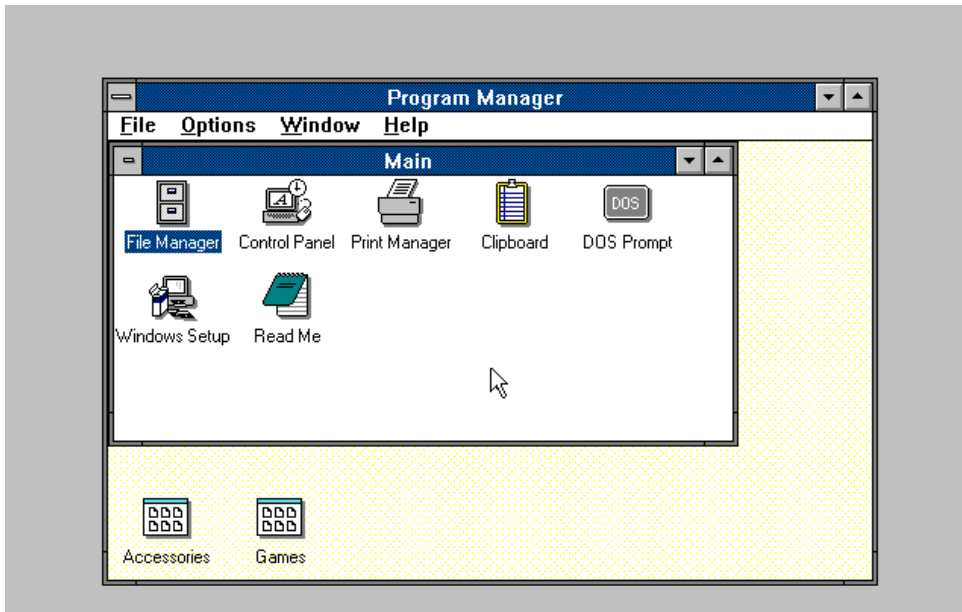 Program Manager
File Options Window Help
Main
A
DOS
File Manager Control Panel Print Manager Clipboard DOS Prompt
Windows Setup Read Me
Accessories Games